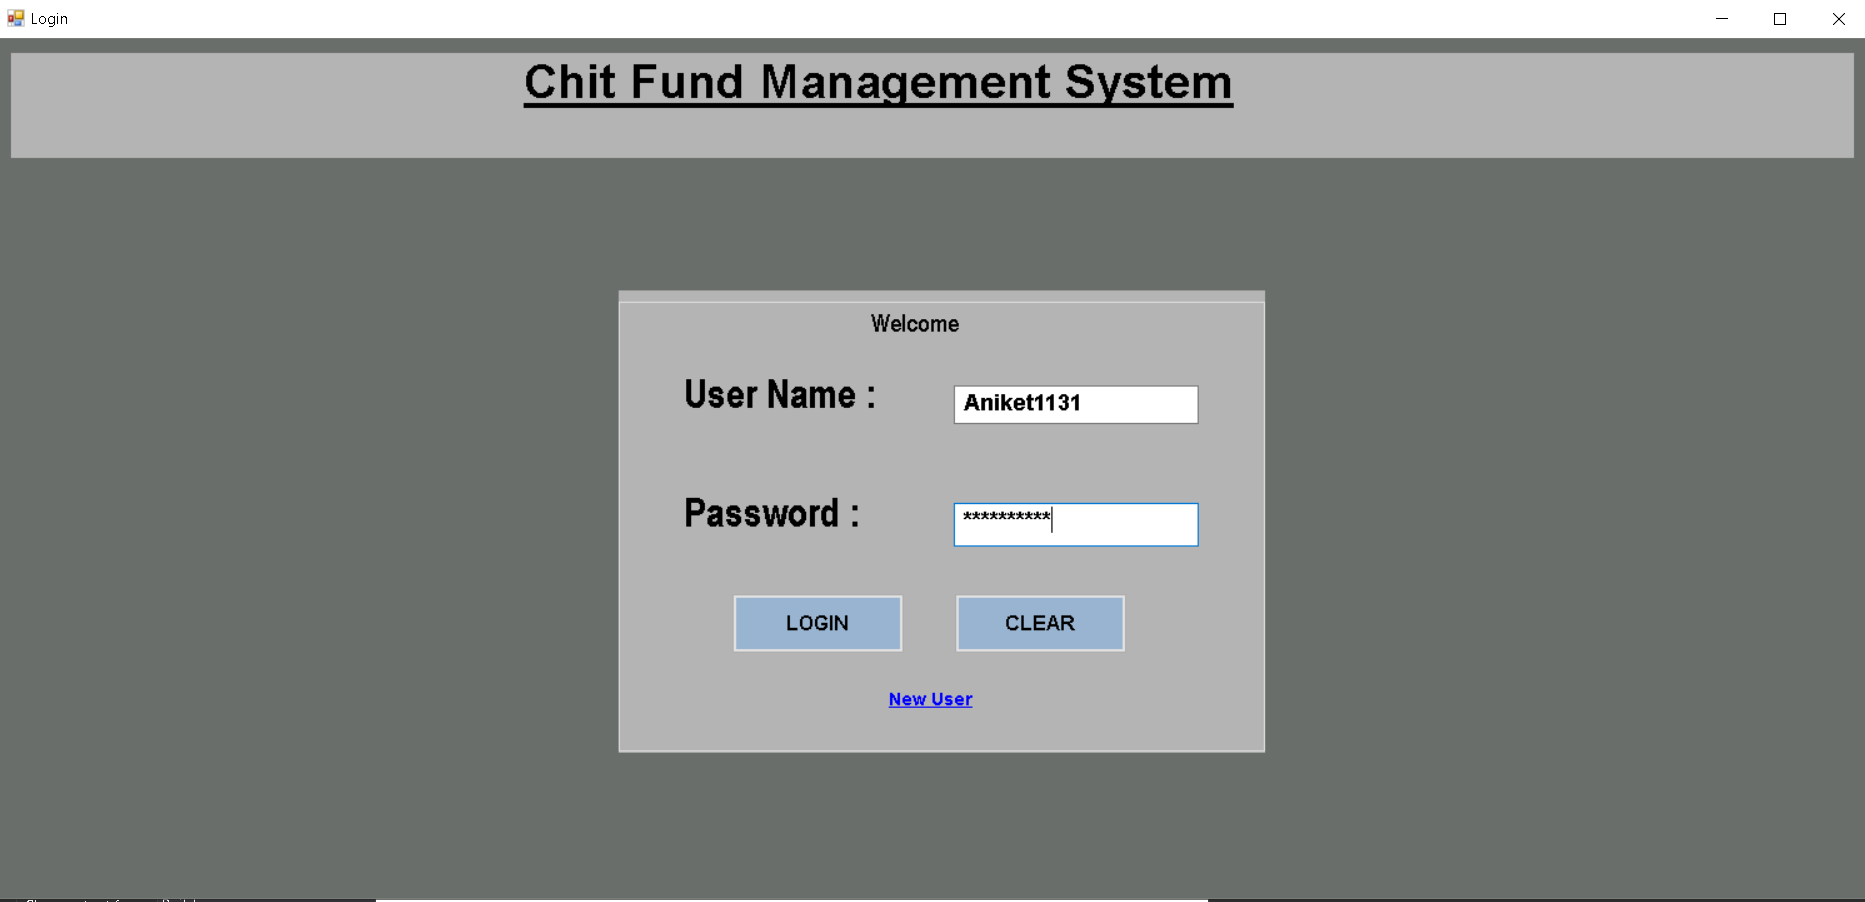 Login
Chit Fund Management System
Welcome
User Name :
Aniket1131
Password :
**********
LOGIN
CLEAR
New User